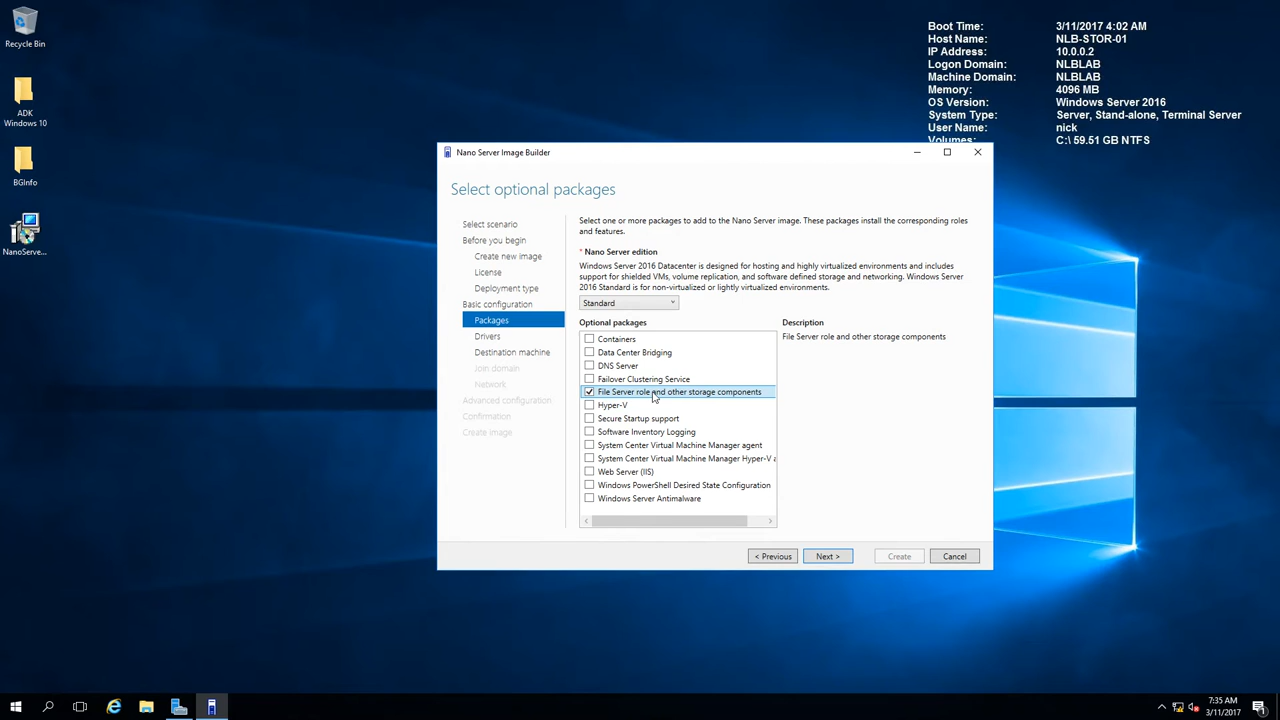 Recycle Bin
ADK
Windows 10
BGInfo
NanoServe...
Boot Time: 3/11/2017 4:02 AM
Host Name: NLB-STOR-01
IP Address: 10.0.0.2
Logon Domain: NLBLAB
Machine Domain: NLBLAB
Memory: 4096 MB
OS Version: Windows Server 2016
System Type: Server, Stand-alone, Terminal Server
User Name: nick
Volumes: C:\ 59.51 GB NTFS
Nano Server Image Builder
Select optional packages
Select scenario
Before you begin
Create new image
License
Deployment type
Basic configuration
Packages
Drivers
Destination machine
Join domain
Network
Advanced configuration
Confirmation
Create image
Select one or more packages to add to the Nano Server image. These packages install the corresponding roles
and features.
* Nano Server edition
Windows Server 2016 Datacenter is designed for hosting and highly virtualized environments and includes
support for shielded VMs, volume replication, and software defined storage and networking. Windows Server
2016 Standard is for non-virtualized or lightly virtualized environments.
Standard
Optional packages
Containers
Data Center Bridging
DNS Server
Failover Clustering Service
File Server role and other storage components
Hyper-V
Secure Startup support
Software Inventory Logging
System Center Virtual Machine Manager agent
System Center Virtual Machine Manager Hyper-V a
Web Server (IIS)
Windows PowerShell Desired State Configuration
Windows Server Antimalware
Description
File Server role and other storage components
< Previous
Next >
Create
Cancel
7:35 AM
3/11/2017
1